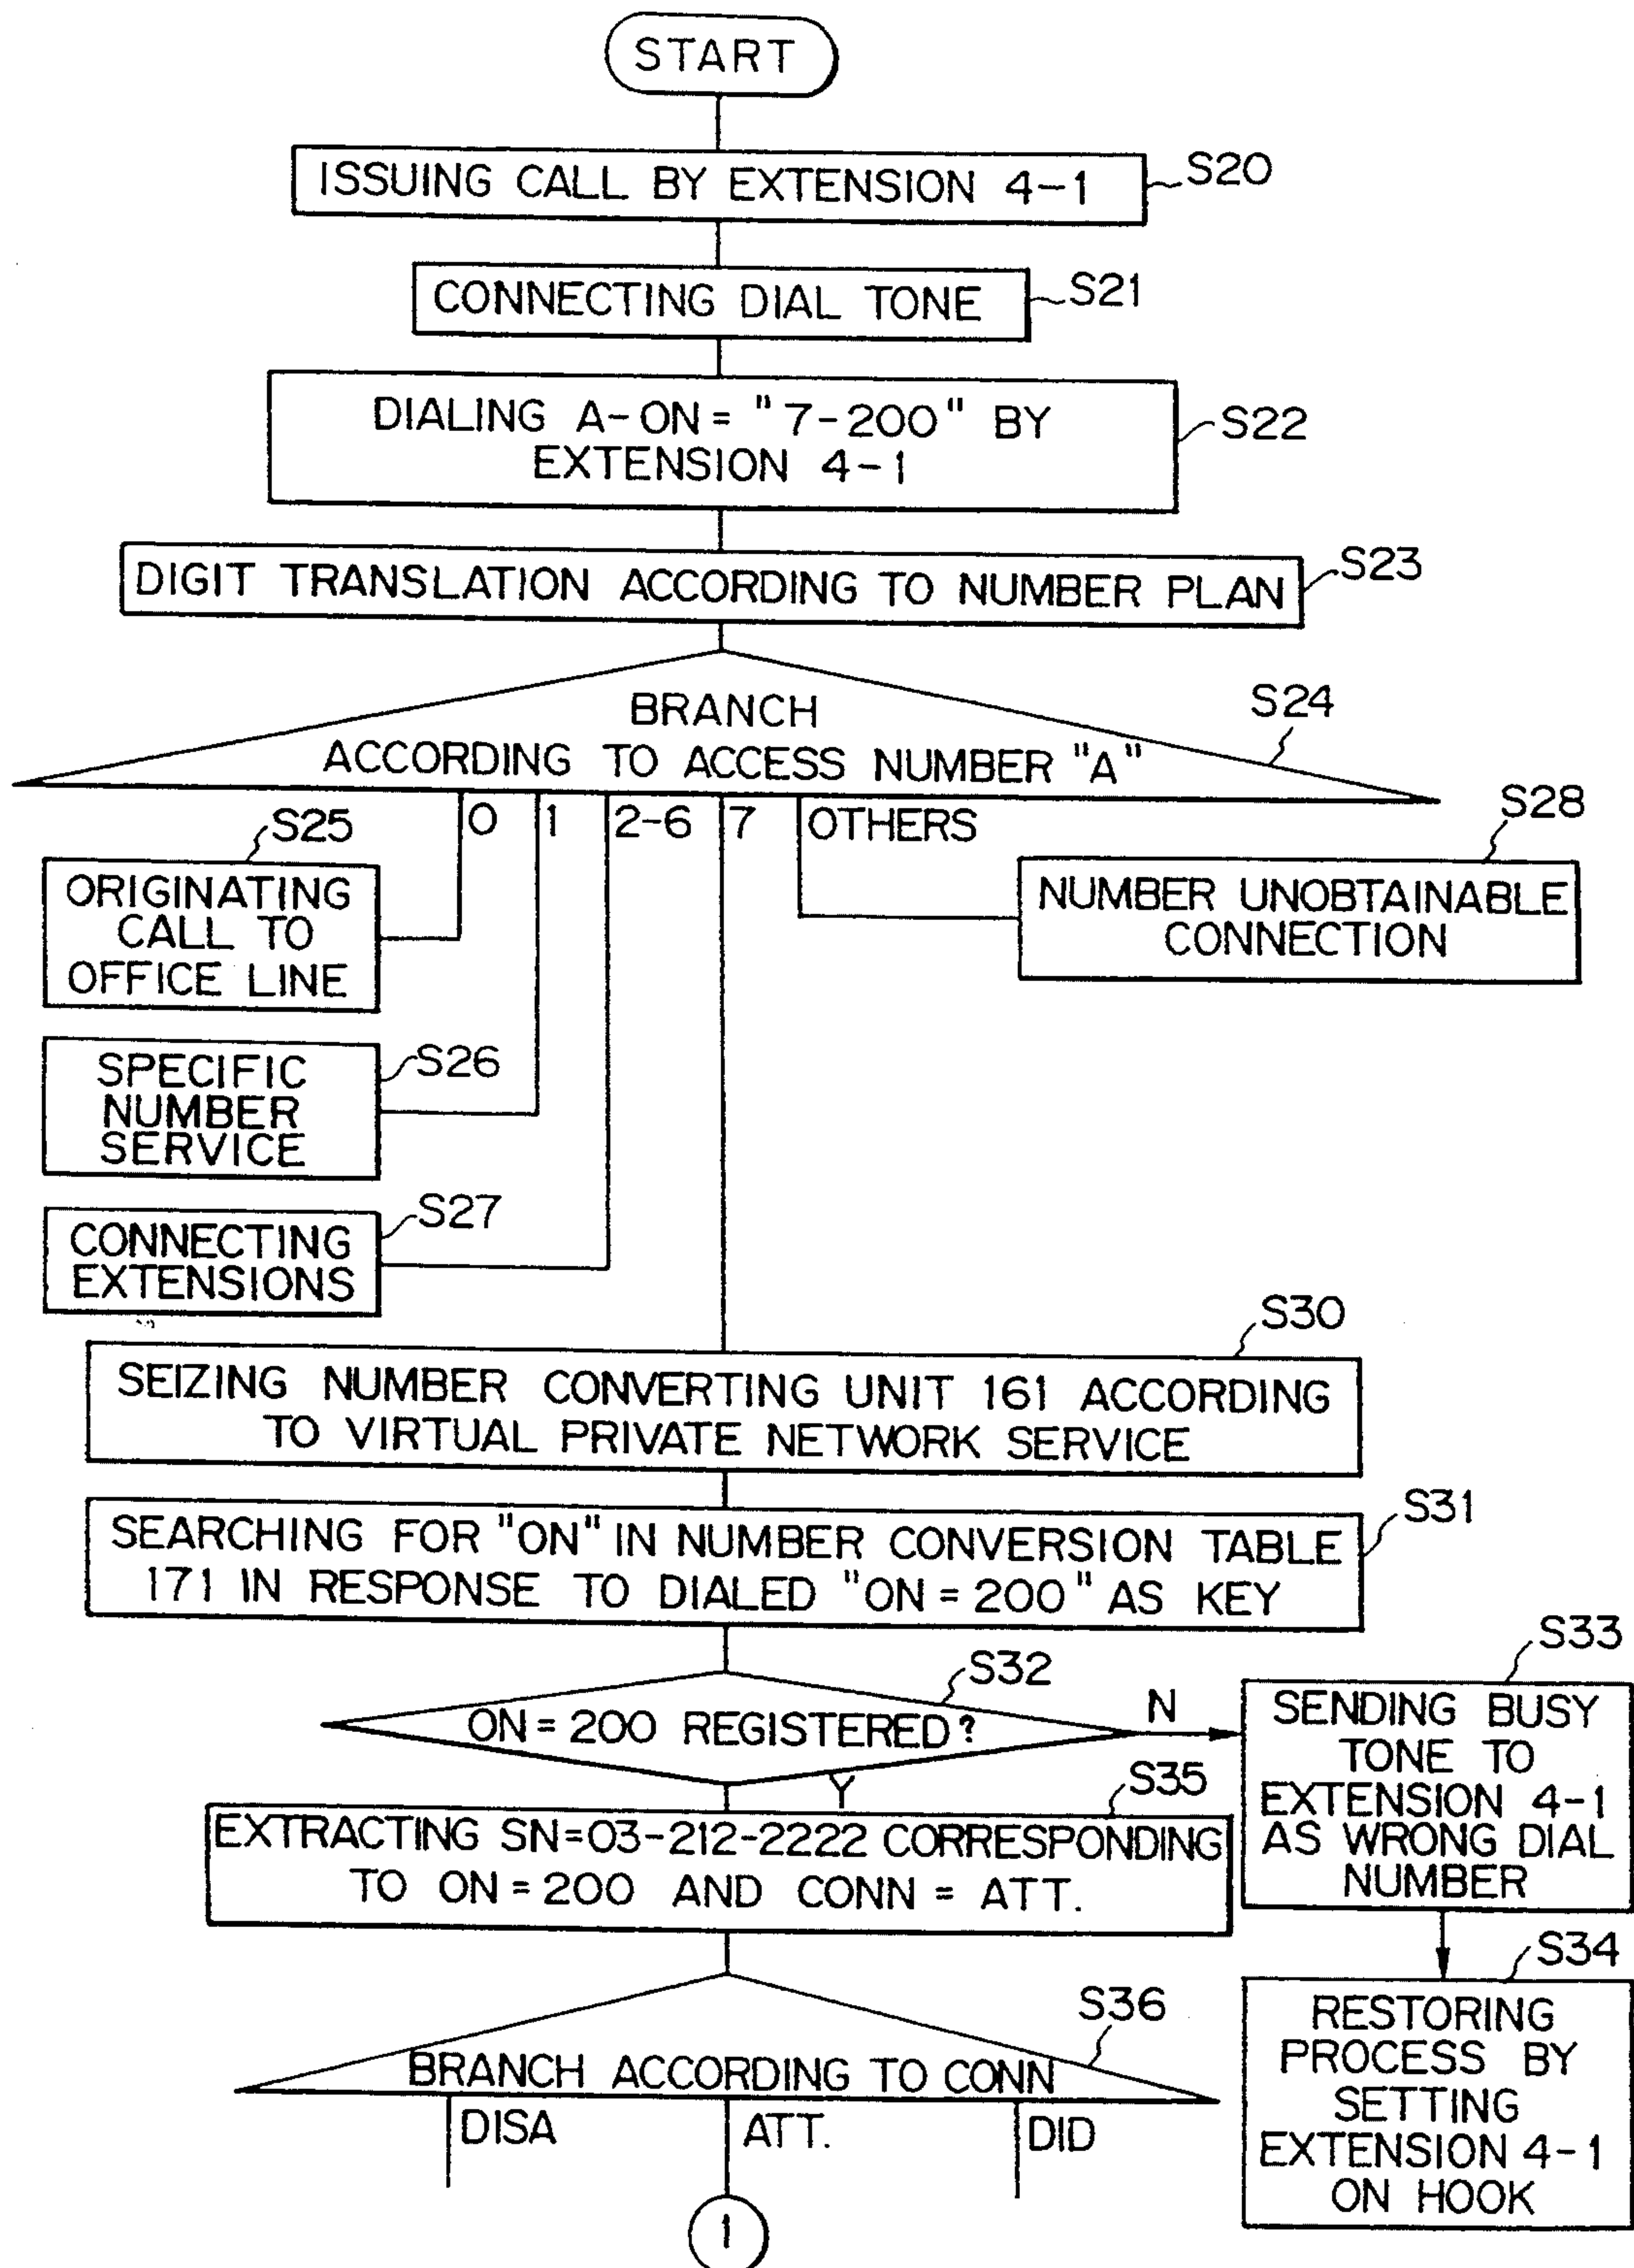 START
ISSUING CALL BY EXTENSION 4-1
S20
CONNECTING DIAL TONE
S21
DIALING A-ON = "7-200" BY
EXTENSION 4-1
S22
DIGIT TRANSLATION ACCORDING TO NUMBER PLAN
S23
BRANCH
ACCORDING TO ACCESS NUMBER "A"
S24
0
1
2-6
7
OTHERS
S25
ORIGINATING
CALL TO
OFFICE LINE
S28
NUMBER UNOBTAINABLE
CONNECTION
SPECIFIC
NUMBER
SERVICE
S26
CONNECTING
EXTENSIONS
S27
S30
SEIZING NUMBER CONVERTING UNIT 161 ACCORDING
TO VIRTUAL PRIVATE NETWORK SERVICE
S31
SEARCHING FOR "ON" IN NUMBER CONVERSION TABLE
171 IN RESPONSE TO DIALED "ON = 200" AS KEY
S32
ON = 200 REGISTERED?
N
Y
S33
SENDING BUSY
TONE TO
EXTENSION 4-1
AS WRONG DIAL
NUMBER
S35
EXTRACTING SN=03-212-2222 CORRESPONDING
TO ON = 200 AND CONN = ATT.
S34
RESTORING
PROCESS BY
SETTING
EXTENSION 4-1
ON HOOK
S36
BRANCH ACCORDING TO CONN
DISA
ATT.
DID
1